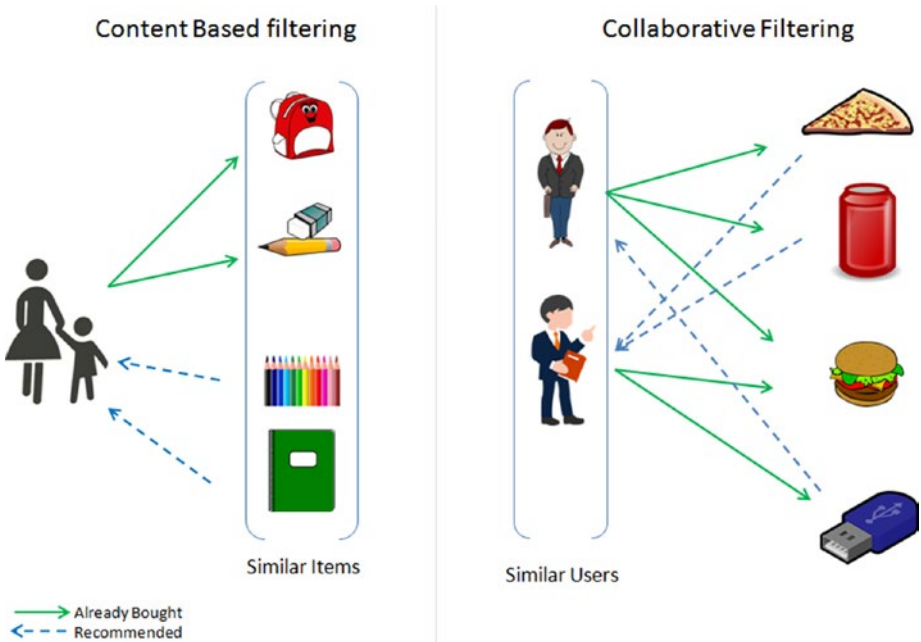 Content Based filtering
Collaborative Filtering
Similar Items
Similar Users
Already Bought
Recommended